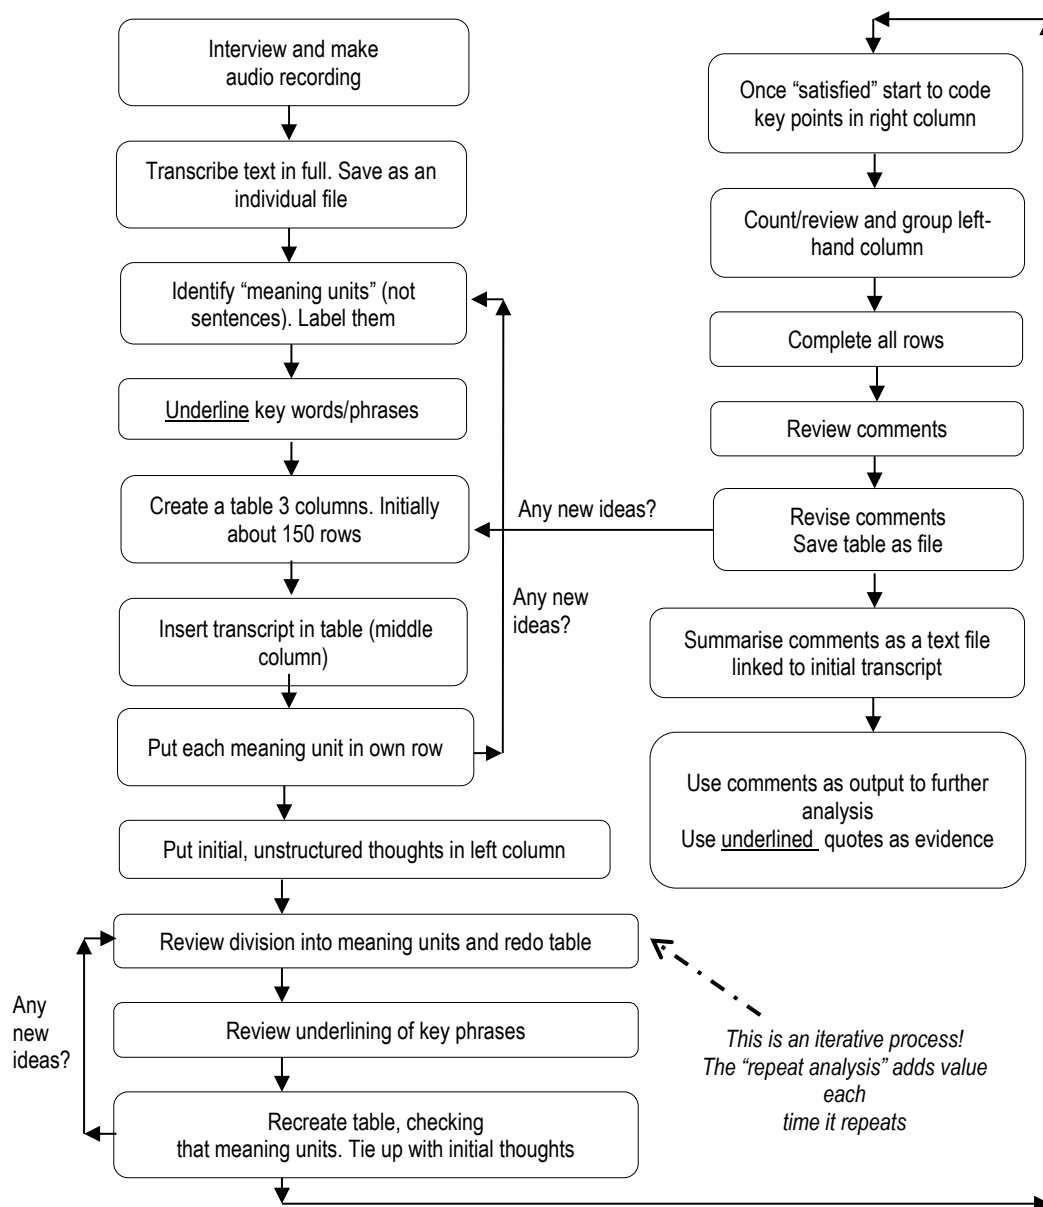 Interview and make
audio recording
Transcribe text in full. Save as an
individual file
Identify “meaning units” (not
sentences). Label them
Underline key words/phrases
Create a table 3 columns. Initially
about 150 rows
Insert transcript in table (middle
column)
Put each meaning unit in own row
Any new
ideas?
Put initial, unstructured thoughts in left column
Review division into meaning units and redo table
Review underlining of key phrases
Recreate table, checking
that meaning units. Tie up with initial thoughts
Any
new
ideas?
Once “satisfied” start to code
key points in right column
Count/review and group left-
hand column
Complete all rows
Review comments
Revise comments
Save table as file
Any new ideas?
Summarise comments as a text file
linked to initial transcript
Use comments as output to further
analysis
Use underlined quotes as evidence
This is an iterative process!
The “repeat analysis” adds value
each
time it repeats